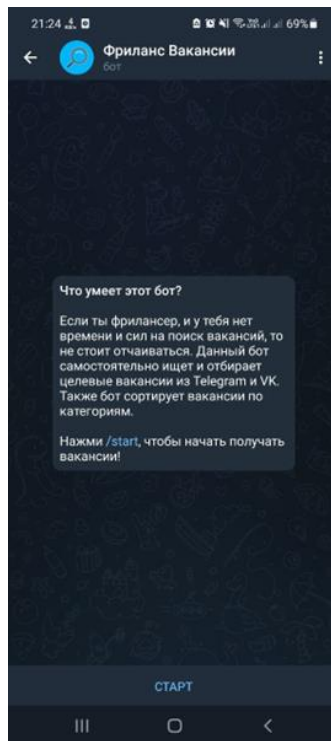 21:24
69%
Фриланс Вакансии
бот
Что умеет этот бот?
Если ты фрилансер, и у тебя нет
времени и сил на поиск вакансий, то
не стоит отчаиваться. Данный бот
самостоятельно ищет и отбирает
целевые вакансии из Telegram и VK.
Также бот сортирует вакансии по
категориям.
Нажми /start, чтобы начать получать
вакансии!
СТАРТ